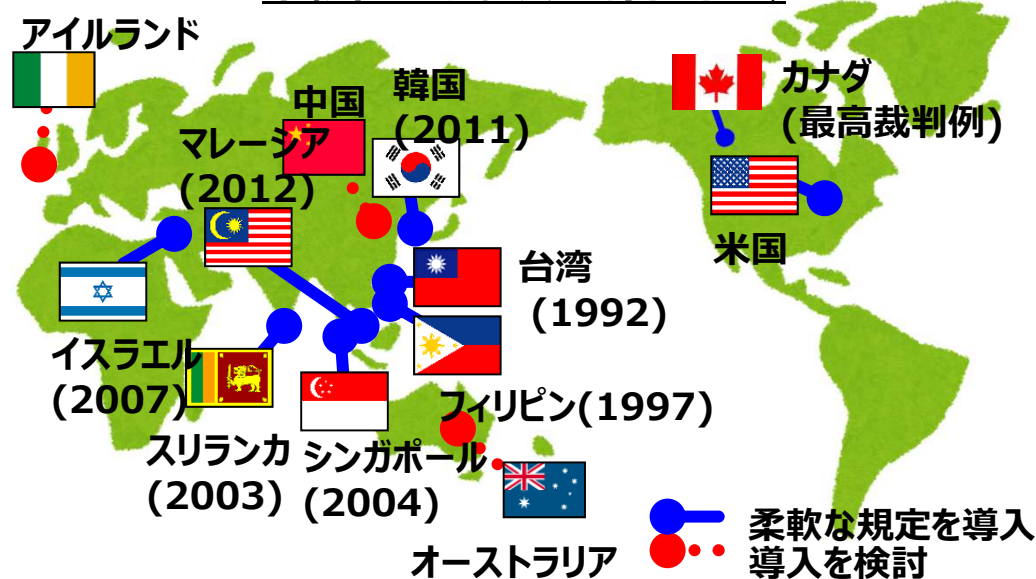 アイルランド
中国
韓国
(2011)
マレーシア
(2012)
カナダ
(最高裁判例)
米国
台湾
(1992)
イスラエル
(2007)
フィリピン(1997)
スリランカ
(2003)
シンガポール
(2004)
オーストラリア
柔軟な規定を導入
導入を検討